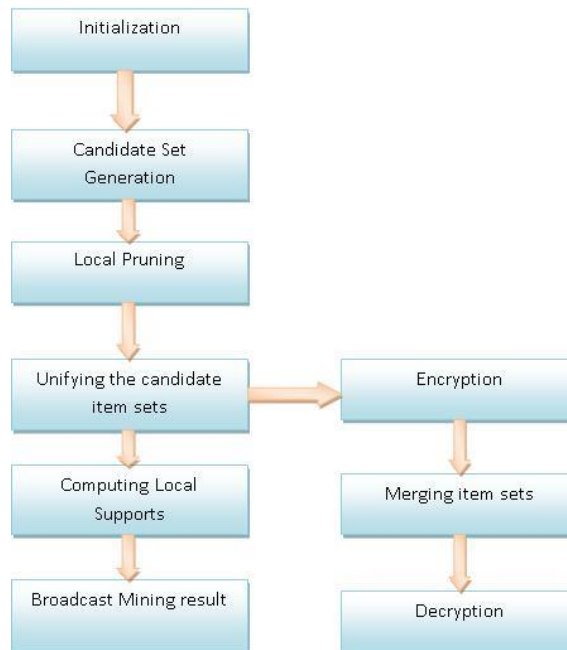 Initialization
Candidate Set
Generation
Local Pruning
Unifying the candidate
item sets
Encryption
Computing Local
Supports
Merging item sets
Broadcast Mining result
Decryption